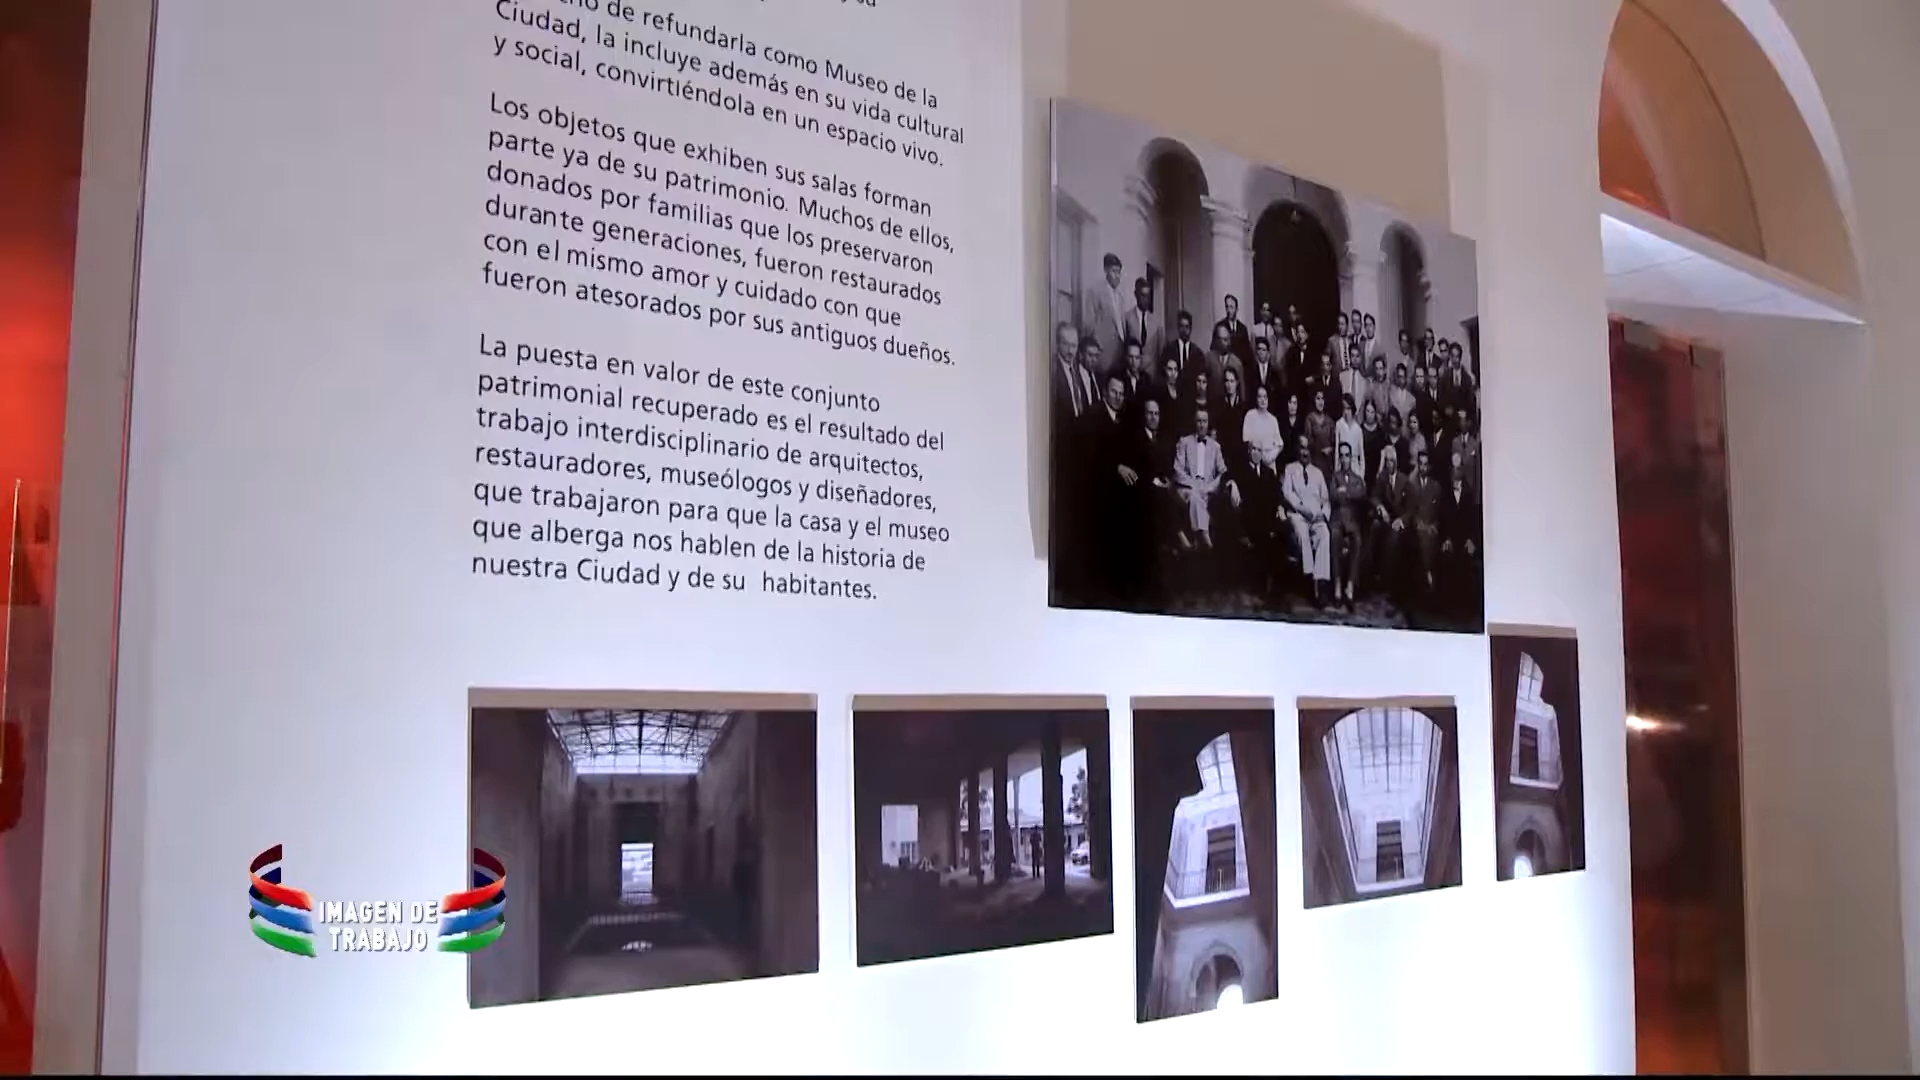 de refundarla como Museo de la
Ciudad, la incluye además en su vida cultural
y social, convirtiéndola en un espacio vivo.
Los objetos que exhiben sus salas forman
parte ya de su patrimonio. Muchos de ellos,
donados por familias que los preservaron
durante generaciones, fueron restaurados
con el mismo amor y cuidado con que
fueron atesorados por sus antiguos dueños.
La puesta en valor de este conjunto
patrimonial recuperado es el resultado del
trabajo interdisciplinario de arquitectos,
restauradores, museólogos y diseñadores,
que trabajaron para que la casa y el museo
que alberga nos hablen de la historia de
nuestra Ciudad y de su habitantes.
IMAGEN DE
TRABAJO